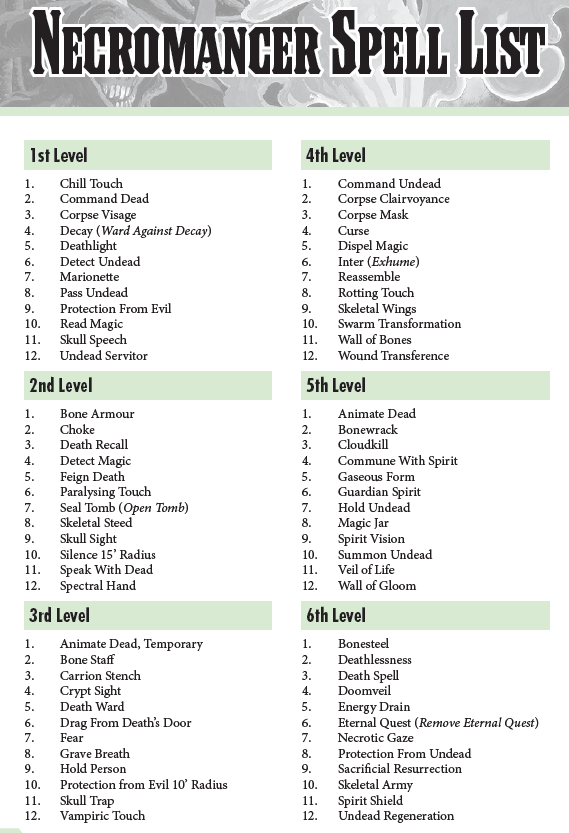 NECROMANCER SPELL LIST
1st Level
1. Chill Touch
2. Command Dead
3. Corpse Visage
4. Decay (Ward Against Decay)
5. Deathlight
6. Detect Undead
7. Marionette
8. Pass Undead
9. Protection From Evil
10. Read Magic
11. Skull Speech
12. Undead Servitor
2nd Level
1. Bone Armour
2. Choke
3. Death Recall
4. Detect Magic
5. Feign Death
6. Paralysing Touch
7. Seal Tomb (Open Tomb)
8. Skeletal Steed
9. Skull Sight
10. Silence 15’ Radius
11. Speak With Dead
12. Spectral Hand
3rd Level
1. Animate Dead, Temporary
2. Bone Staff
3. Carrion Stench
4. Crypt Sight
5. Death Ward
6. Drag From Death’s Door
7. Fear
8. Grave Breath
9. Hold Person
10. Protection from Evil 10’ Radius
11. Skull Trap
12. Vampiric Touch
4th Level
1. Command Undead
2. Corpse Clairvoyance
3. Corpse Mask
4. Curse
5. Dispel Magic
6. Inter (Exhume)
7. Reassemble
8. Rotting Touch
9. Skeletal Wings
10. Swarm Transformation
11. Wall of Bones
12. Wound Transference
5th Level
1. Animate Dead
2. Bonewrack
3. Cloudkill
4. Commune With Spirit
5. Gaseous Form
6. Guardian Spirit
7. Hold Undead
8. Magic Jar
9. Spirit Vision
10. Summon Undead
11. Veil of Life
12. Wall of Gloom
6th Level
1. Bonesteel
2. Deathlessness
3. Death Spell
4. Doomveil
5. Energy Drain
6. Eternal Quest (Remove Eternal Quest)
7. Necrotic Gaze
8. Protection From Undead
9. Sacrificial Resurrection
10. Skeletal Army
11. Spirit Shield
12. Undead Regeneration